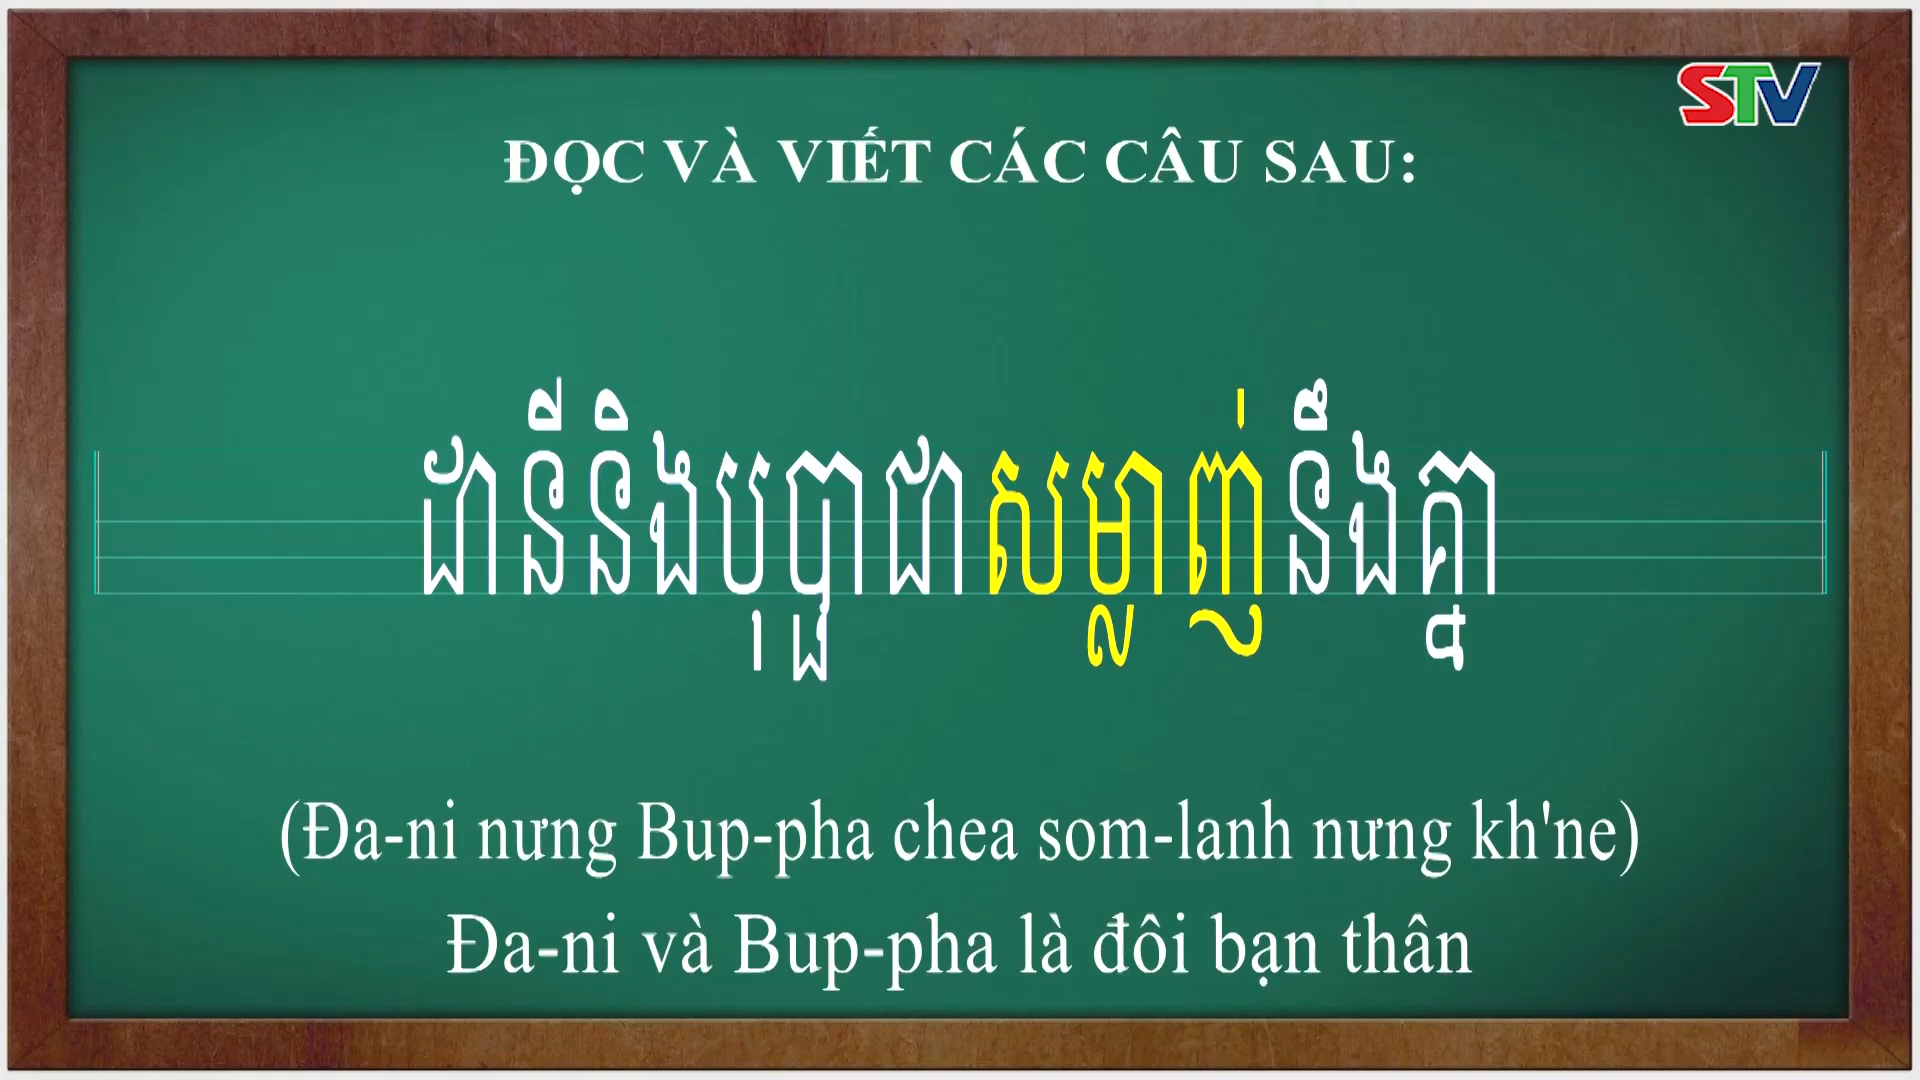 STV
ĐỌC VÀ VIẾT CÁC CÂU SAU:
ដានីនិងបុប្ផាជាសម្លាញ់នឹងគ្នា
(Đa-ni nưng Bup-pha chea som-lanh nưng kh'ne)
Đa-ni và Bup-pha là đôi bạn thân